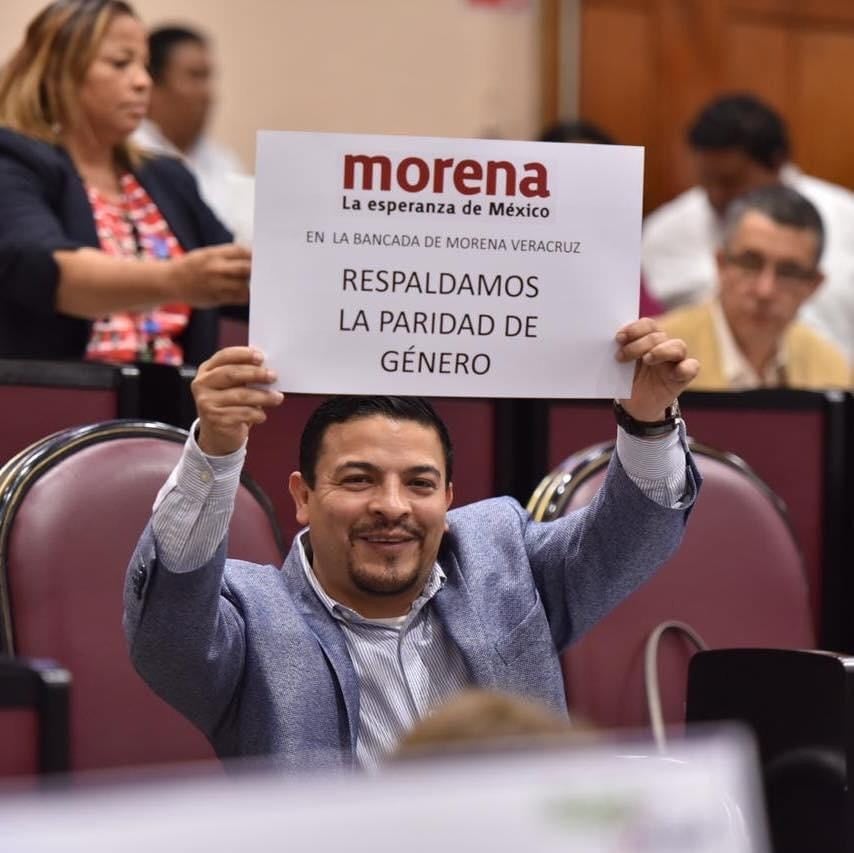 morena
La esperanza de México
EN LA BANCADA DE MORENA VERACRUZ
RESPALDAMOS
LA PARIDAD DE
GÉNERO